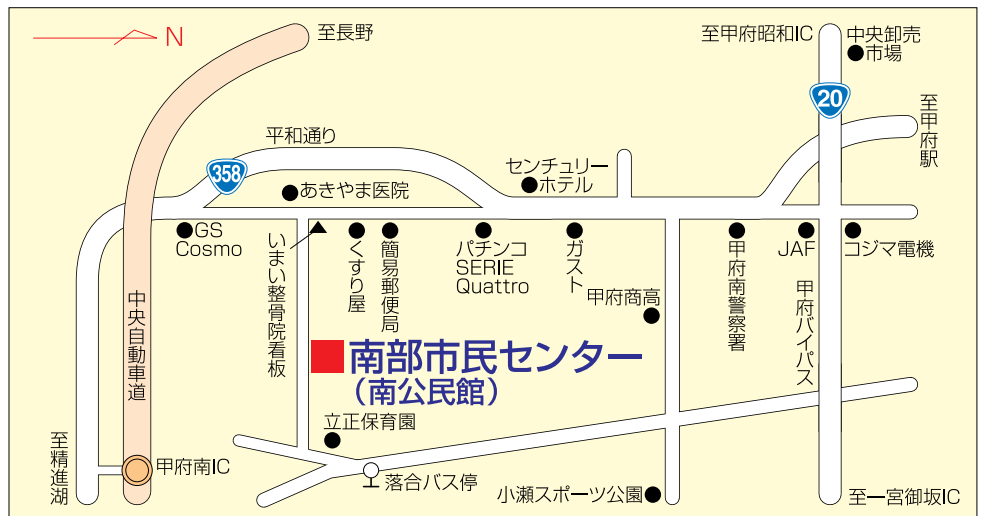 N
至長野
至甲府昭和IC
中央卸売
市場
20
至甲府駅
平和通り
358
センチュリー
ホテル
あきやま医院
GS
Cosmo
いまい整骨院看板
くすり屋
簡易郵便局
パチンコ
SERIE
Quattro
ガスト
甲府商高
甲府南警察署
JAF
コジマ電機
甲府バイパス
中央自動車道
南部市民センター
（南公民館）
立正保育園
至精進湖
甲府南IC
落合バス停
小瀬スポーツ公園
至一宮御坂IC